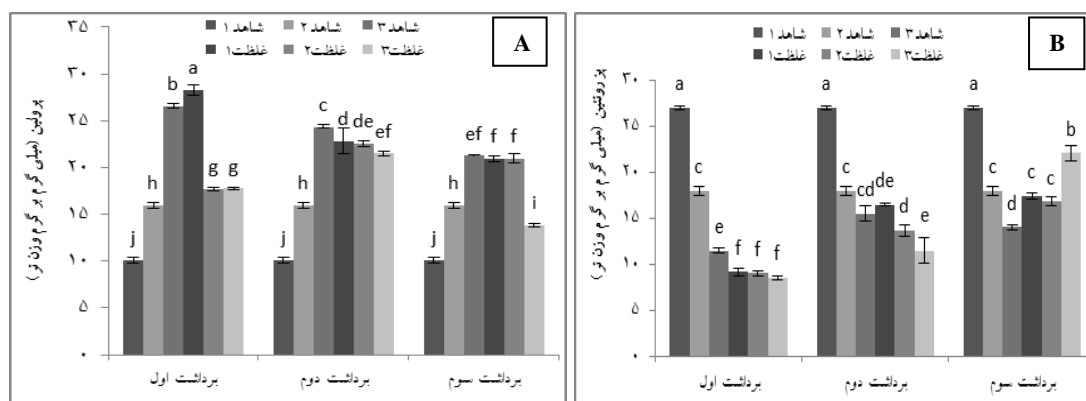 A
شاهد ۱ شاهد ۲ شاهد ۳
غلظت۱ غلظت۲ غلظت۳
پرولین (میلی گرم بر گرم وزن تر)
۳۵
۳۰
۲۵
۲۰
۱۵
۱۰
۵
۰
j h b a g g
j h c d de ef
j h ef f f i
برداشت اول برداشت دوم برداشت سوم
B
شاهد ۱ شاهد ۲ شاهد ۳
غلظت۱ غلظت۲ غلظت۳
پروتئین (میلی گرم بر گرم وزن تر)
۳۰
۲۵
۲۰
۱۵
۱۰
۵
۰
a c e f f f
a c cd de d e
a c d c c b
برداشت اول برداشت دوم برداشت سوم